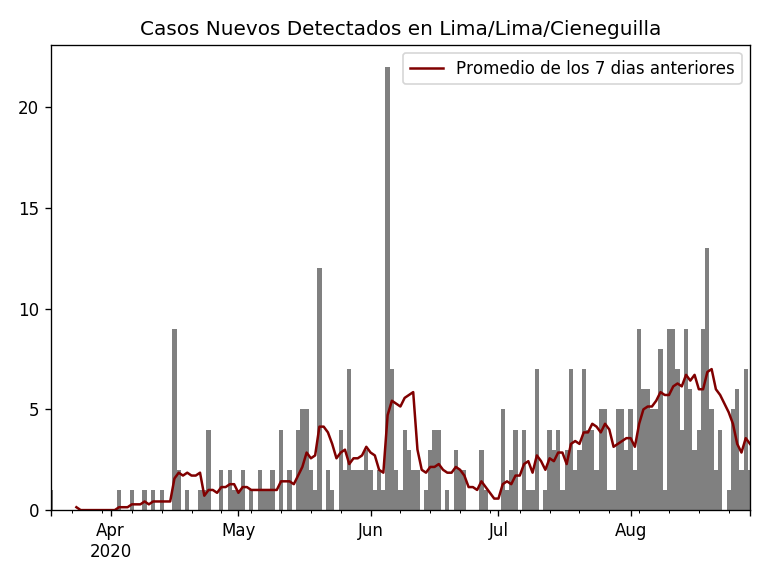 Casos Nuevos Detectados en Lima/Lima/Cieneguilla
Promedio de los 7 dias anteriores
20
15
10
5
0
Apr May Jun Jul Aug
2020